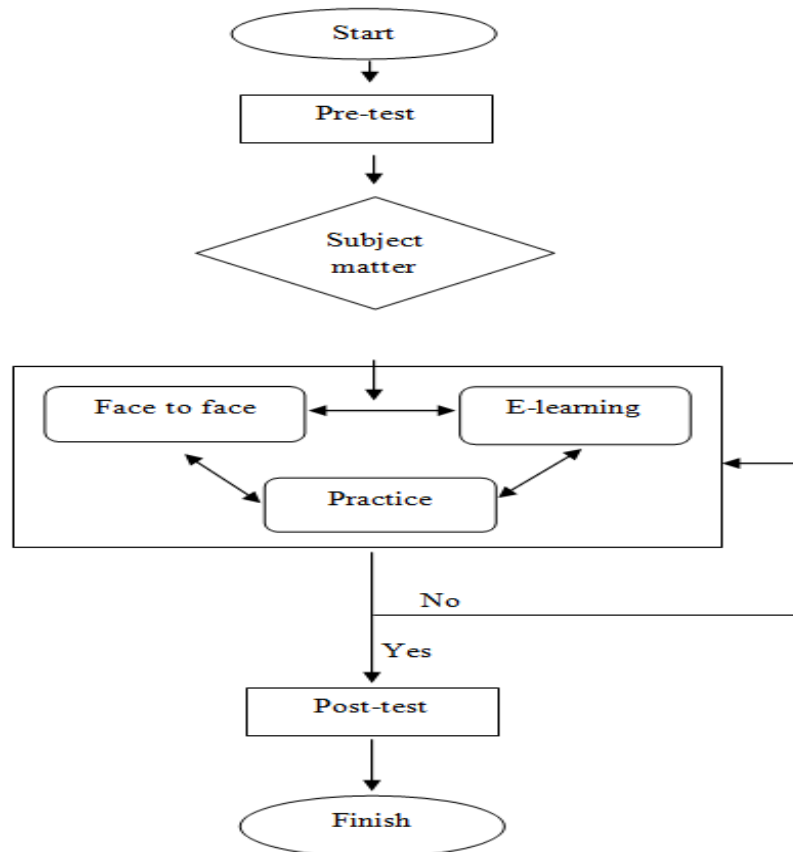 Start
Pre-test
Subject
matter
Face to face
E-learning
Practice
No
Yes
Post-test
Finish